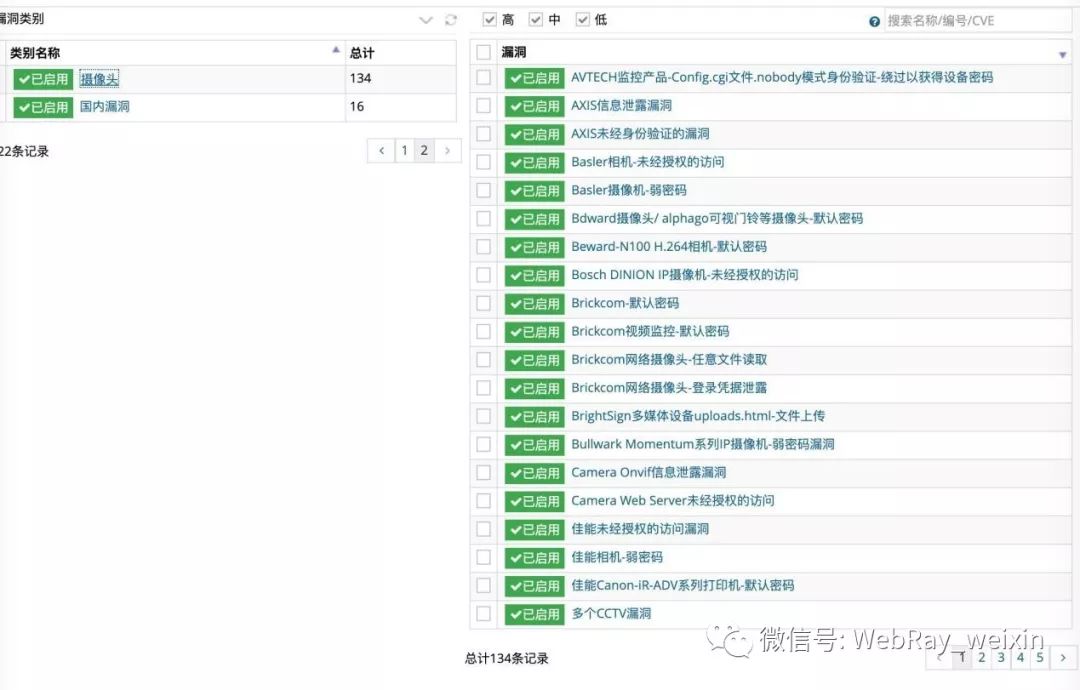 漏洞类别
类别名称 总计
已启用 摄像头 134
已启用 国内漏洞 16
22条记录
‹ 1 2 ›
高 中 低
? 搜索名称/编号/CVE
漏洞
已启用 AVTECH监控产品-Config.cgi文件.nobody模式身份验证-绕过以获得设备密码
已启用 AXIS信息泄露漏洞
已启用 AXIS未经身份验证的漏洞
已启用 Basler相机-未经授权的访问
已启用 Basler摄像机-弱密码
已启用 Bdward摄像头/ alphago可视门铃等摄像头-默认密码
已启用 Beward-N100 H.264相机-默认密码
已启用 Bosch DINION IP摄像机-未经授权的访问
已启用 Brickcom-默认密码
已启用 Brickcom视频监控-默认密码
已启用 Brickcom网络摄像头-任意文件读取
已启用 Brickcom网络摄像头-登录凭据泄露
已启用 BrightSign多媒体设备uploads.html-文件上传
已启用 Bullwark Momentum系列IP摄像机-弱密码漏洞
已启用 Camera Onvif信息泄露漏洞
已启用 Camera Web Server未经授权的访问
已启用 佳能未经授权的访问漏洞
已启用 佳能相机-弱密码
已启用 佳能Canon-iR-ADV系列打印机-默认密码
已启用 多个CCTV漏洞
总计134条记录
‹ 1 2 3 4 5 ›
微信号: WebRay_weixin